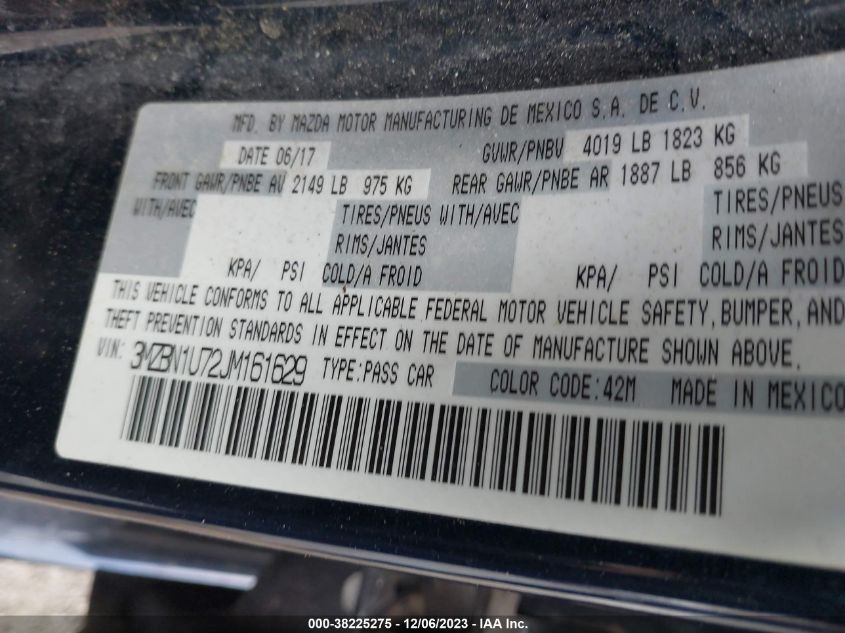 MFD. BY MAZDA MOTOR MANUFACTURING DE MEXICO S.A. DE C.V.
DATE 06/17 GVWR/PNBV 4019 LB 1823 KG
FRONT GAWR/PNBE AV 2149 LB 975 KG REAR GAWR/PNBE AR 1887 LB 856 KG
WITH/AVEC TIRES/PNEUS WITH/AVEC TIRES/PNEUS
RIMS/JANTES RIMS/JANTES
KPA/ PSI COLD/A FROID KPA/ PSI COLD/A FROID
THIS VEHICLE CONFORMS TO ALL APPLICABLE FEDERAL MOTOR VEHICLE SAFETY, BUMPER, AND
THEFT PREVENTION STANDARDS IN EFFECT ON THE DATE OF MANUFACTURE SHOWN ABOVE.
VIN: 3MZBN1U72JM161629 TYPE:PASS CAR COLOR CODE:42M MADE IN MEXICO
000-38225275 - 12/06/2023 - IAA Inc.